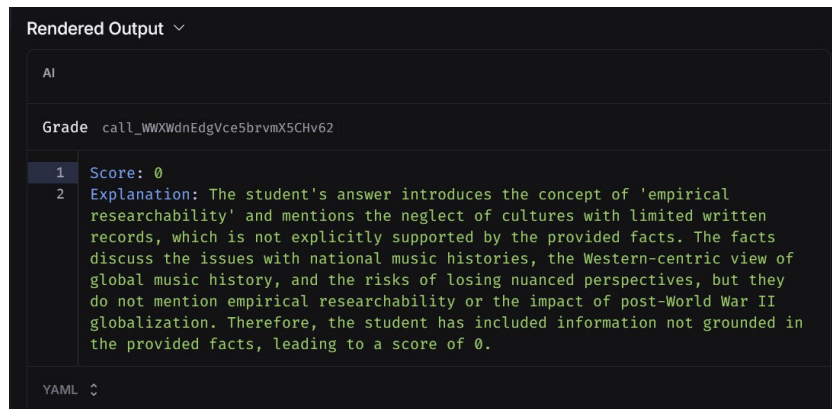 Rendered Output
AI
Grade call_WWXWdnEdgVce5brvmX5CHv62
1 Score: 0
2 Explanation: The student's answer introduces the concept of 'empirical
researchability' and mentions the neglect of cultures with limited written
records, which is not explicitly supported by the provided facts. The facts
discuss the issues with national music histories, the Western-centric view of
global music history, and the risks of losing nuanced perspectives, but they
do not mention empirical researchability or the impact of post-World War II
globalization. Therefore, the student has included information not grounded in
the provided facts, leading to a score of 0.
YAML